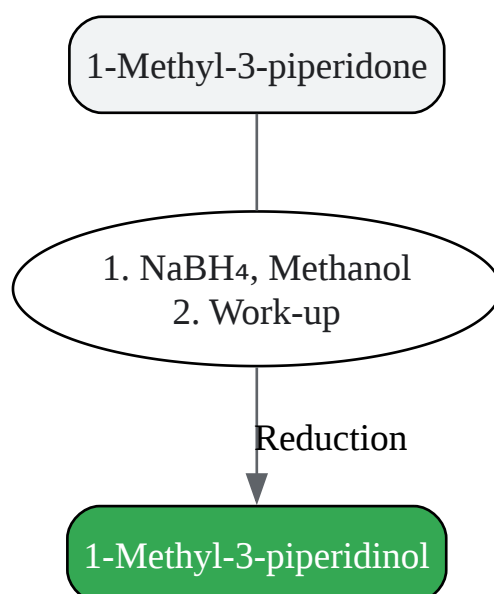 1-Methyl-3-piperidone
1. NaBH₄, Methanol
2. Work-up
Reduction
1-Methyl-3-piperidinol